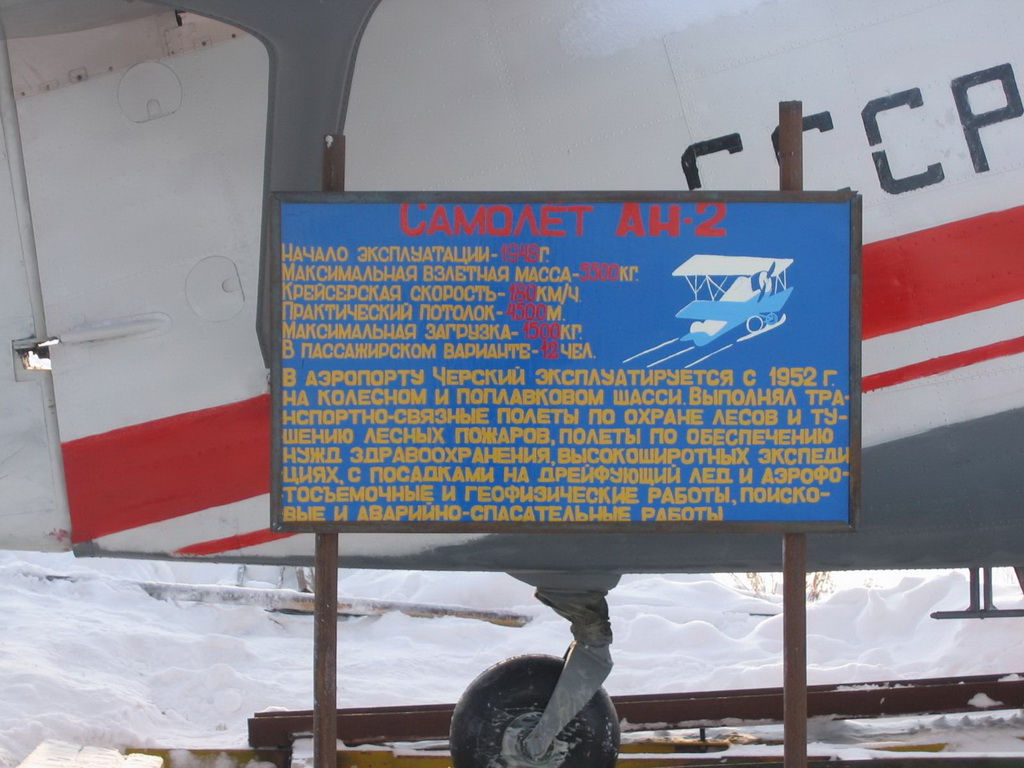 СССР
САМОЛЁТ АН-2
НАЧАЛО ЭКСПЛУАТАЦИИ-1948Г.
МАКСИМАЛЬНАЯ ВЗЛЕТНАЯ МАССА-5500КГ.
КРЕЙСЕРСКАЯ СКОРОСТЬ-180КМ/Ч.
ПРАКТИЧЕСКИЙ ПОТОЛОК-4500М.
МАКСИМАЛЬНАЯ ЗАГРУЗКА-1500КГ.
В ПАССАЖИРСКОМ ВАРИАНТЕ-12 ЧЕЛ.
В АЭРОПОРТУ ЧЕРСКИЙ ЭКСПЛУАТИРУЕТСЯ С 1952 Г.
НА КОЛЕСНОМ И ПОПЛАВКОВОМ ШАССИ. ВЫПОЛНЯЛ ТРА-
НСПОРТНО-СВЯЗНЫЕ ПОЛЕТЫ ПО ОХРАНЕ ЛЕСОВ И ТУ-
ШЕНИЮ ЛЕСНЫХ ПОЖАРОВ, ПОЛЕТЫ ПО ОБЕСПЕЧЕНИЮ
НУЖД ЗДРАВООХРАНЕНИЯ, ВЫСОКОШИРОТНЫХ ЭКСПЕДИ
ЦИЯХ, С ПОСАДКАМИ НА ДРЕЙФУЮЩИЙ ЛЕД И АЭРОФО-
ТОСЪЕМОЧНЫЕ И ГЕОФИЗИЧЕСКИЕ РАБОТЫ, ПОИСКО-
ВЫЕ И АВАРИЙНО-СПАСАТЕЛЬНЫЕ РАБОТЫ